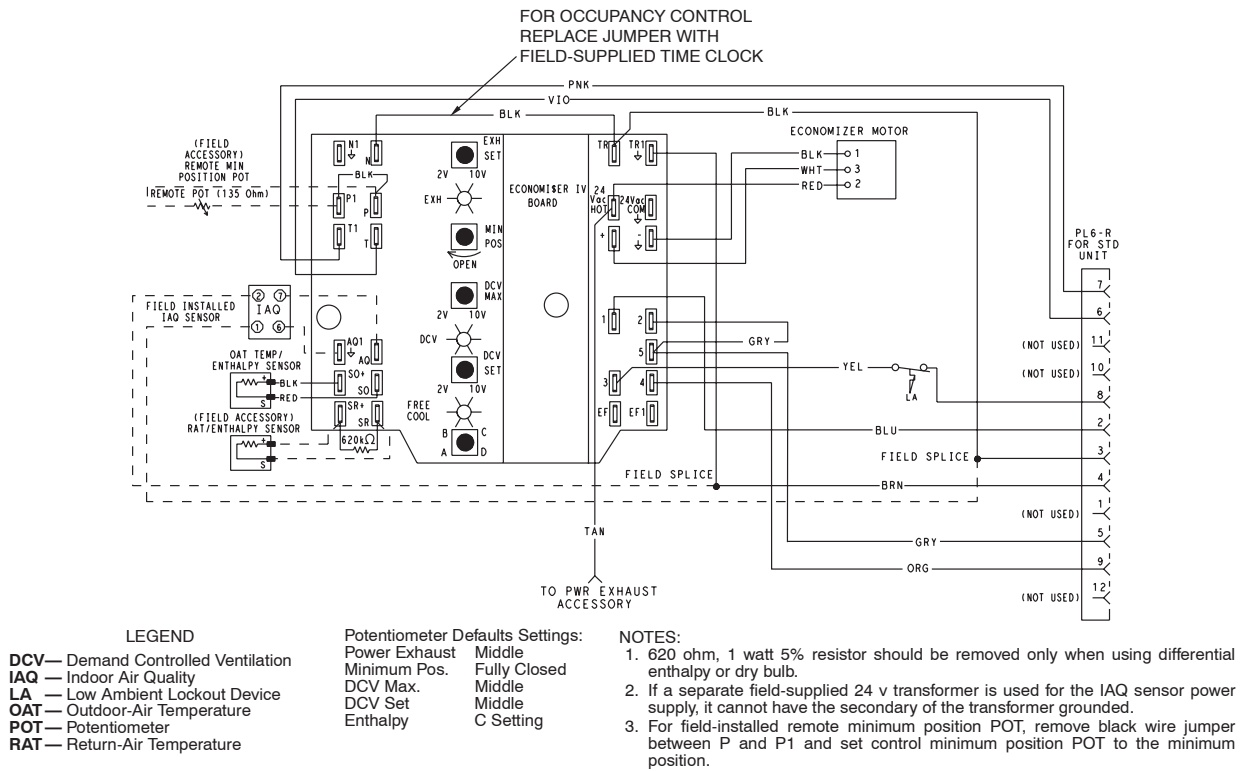 FOR OCCUPANCY CONTROL
REPLACE JUMPER WITH
FIELD-SUPPLIED TIME CLOCK
PNK
VIO
BLK
BLK
(FIELD
ACCESSORY)
REMOTE MIN
POSITION POT
REMOTE POT (135 Ohm)
N1
N
BLK
P1
P
T1
T
EXH
SET
2V 10V
EXH
MIN
POS
OPEN
DCV
MAX
2V 10V
DCV
DCV
SET
2V 10V
FREE
COOL
B C
A D
ECONOMI$ER IV
BOARD
TR
TR1
24
Vac
HOT
24Vac
COM
+
-
1
2
5
3
4
EF
EF1
ECONOMIZER MOTOR
BLK 1
WHT 3
RED 2
FIELD INSTALLED
IAQ SENSOR
2 7
IAQ
1 6
AQ1
AQ
OAT TEMP/
ENTHALPY SENSOR
+
S
BLK
RED
SO+
SO
(FIELD ACCESSORY)
RAT/ENTHALPY SENSOR
+
S
SR+
SR
620kΩ
GRY
YEL
LA
BLU
FIELD SPLICE
FIELD SPLICE
BRN
TAN
GRY
ORG
TO PWR EXHAUST
ACCESSORY
PL6-R
FOR STD
UNIT
7
6
(NOT USED) 11
(NOT USED) 10
8
2
3
4
(NOT USED) 1
5
9
(NOT USED) 12
LEGEND
DCV— Demand Controlled Ventilation
IAQ — Indoor Air Quality
LA — Low Ambient Lockout Device
OAT — Outdoor-Air Temperature
POT — Potentiometer
RAT — Return-Air Temperature
Potentiometer Defaults Settings:
Power Exhaust Middle
Minimum Pos. Fully Closed
DCV Max. Middle
DCV Set Middle
Enthalpy C Setting
NOTES:
1. 620 ohm, 1 watt 5% resistor should be removed only when using differential
enthalpy or dry bulb.
2. If a separate field-supplied 24 v transformer is used for the IAQ sensor power
supply, it cannot have the secondary of the transformer grounded.
3. For field-installed remote minimum position POT, remove black wire jumper
between P and P1 and set control minimum position POT to the minimum
position.